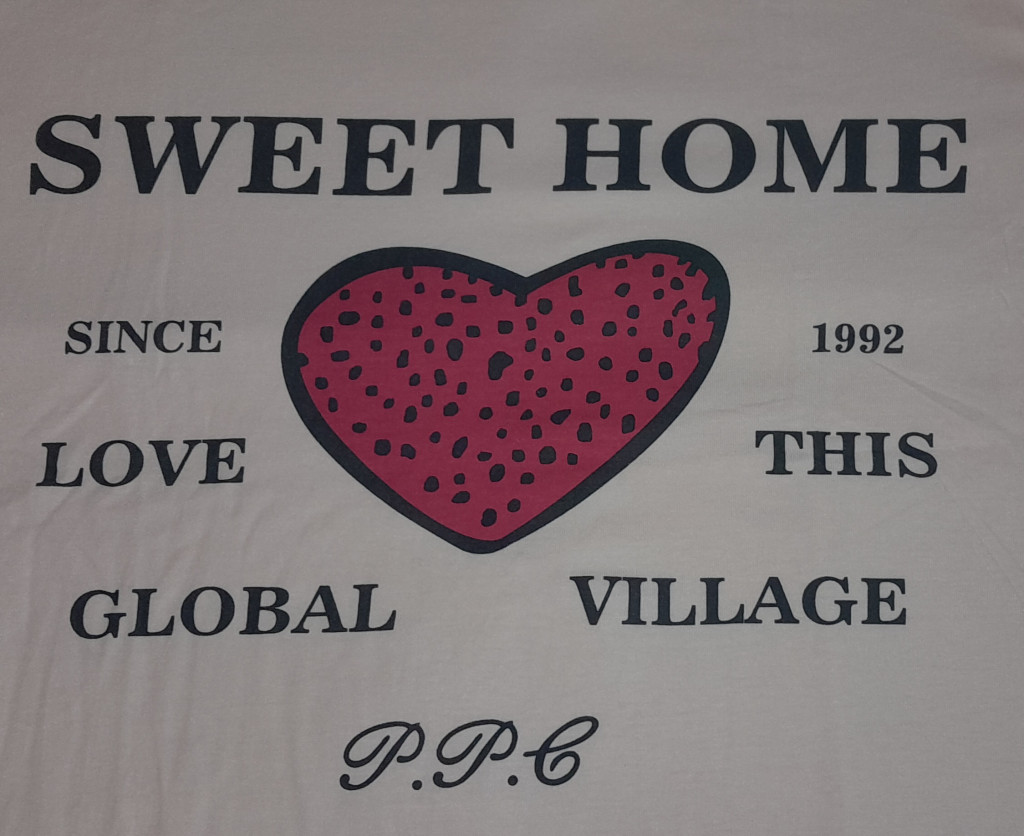 SWEET HOME
SINCE 1992
LOVE THIS
GLOBAL VILLAGE
P.P.C